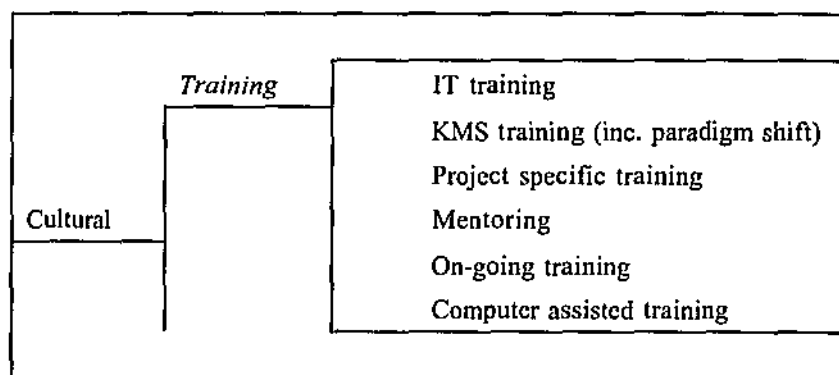 Training
IT training
KMS training (inc. paradigm shift)
Project specific training
Cultural
Mentoring
On-going training
Computer assisted training